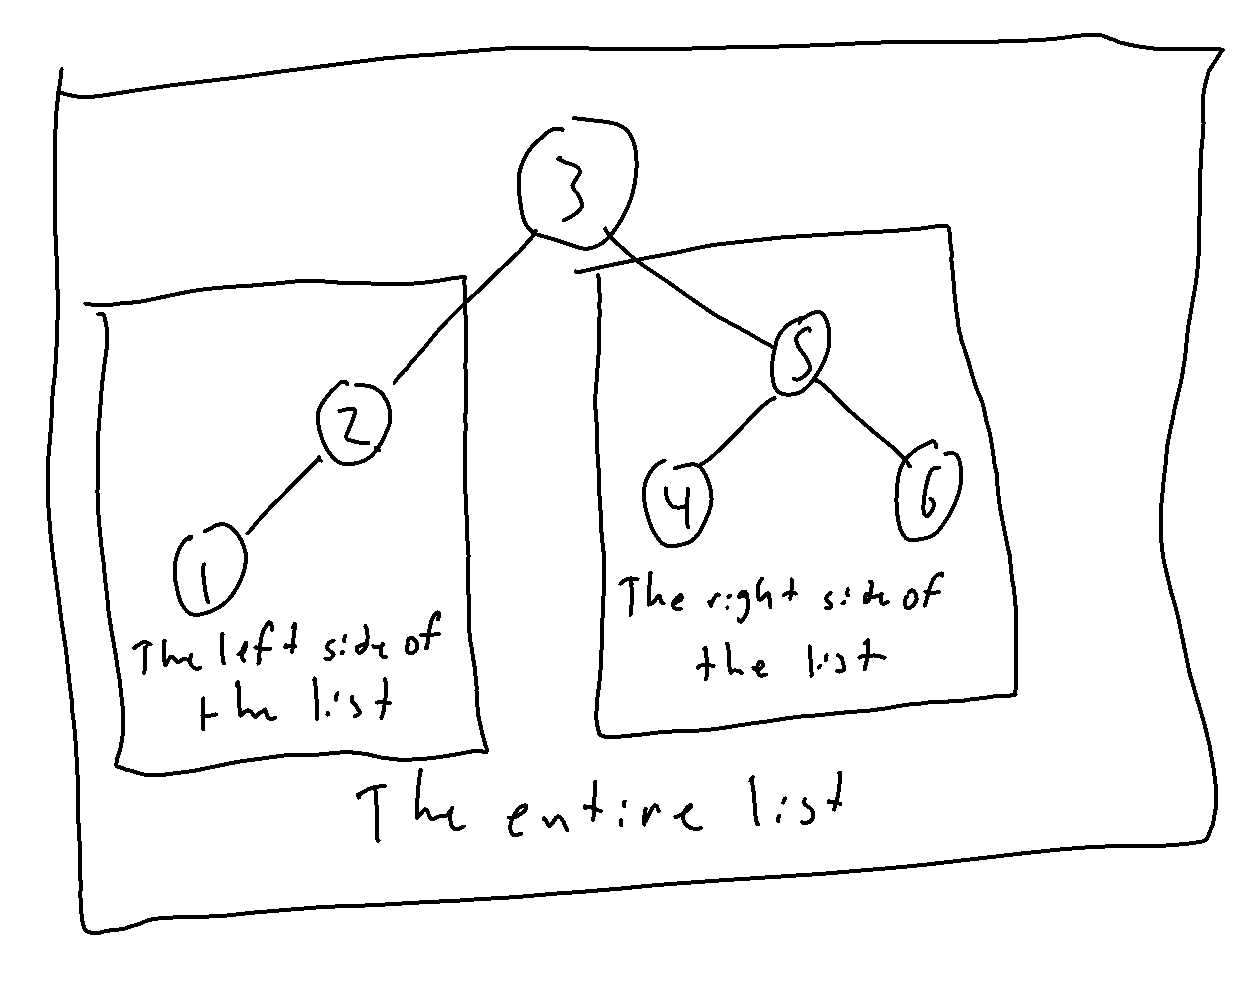 3
5
2
4
6
1
The right side of
the list
The left side of
the list
The entire list